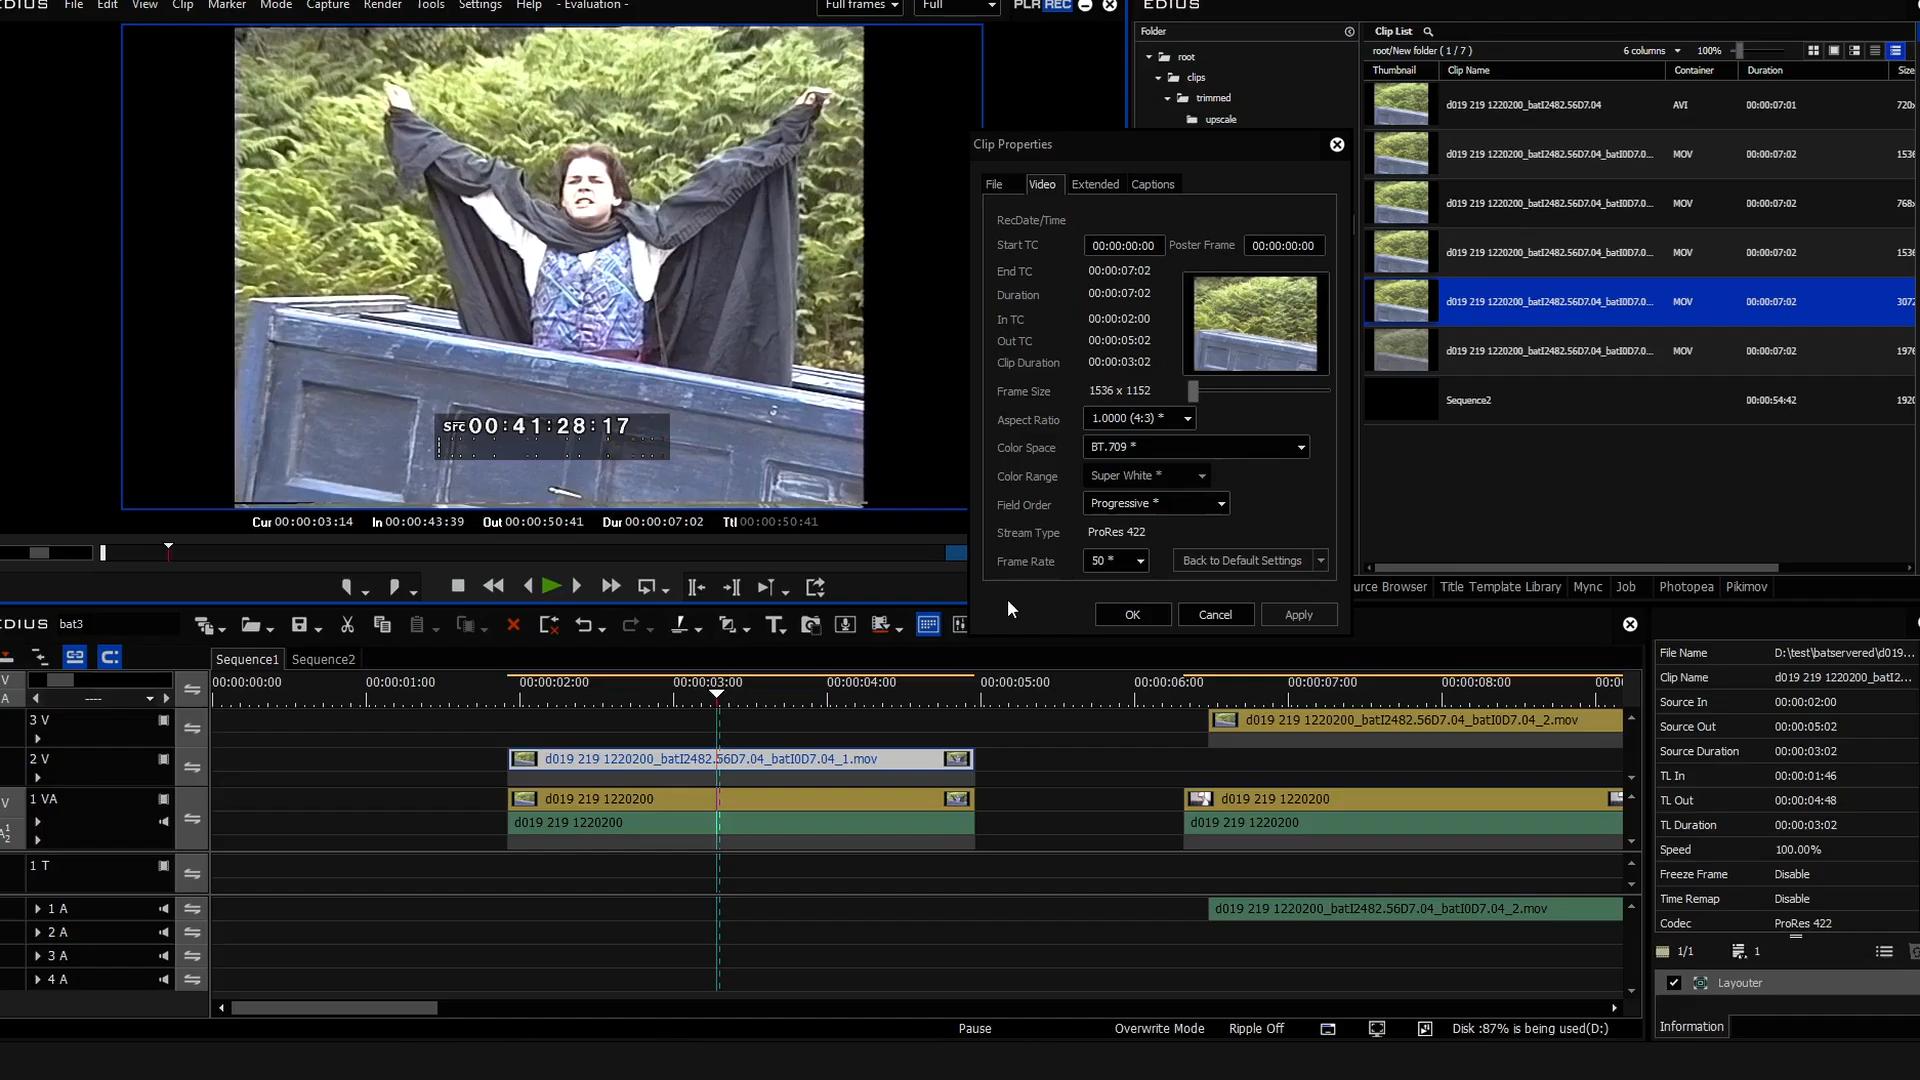 EDIUS File Edit View Clip Marker Mode Capture Render Tools Settings Help - Evaluation - Full frames Full PLR REC
Src00:41:28:17
Cur 00:00:03:14 In 00:00:43:39 Out 00:00:50:41 Dur 00:00:07:02 Ttl 00:00:50:41
EDIUS
Folder
root
clips
trimmed
upscale
Clip List
root/New folder ( 1 / 7 ) 6 columns 100%
Thumbnail Clip Name Container Duration Size
d019 219 1220200_batI2482.56D7.04 AVI 00:00:07:01 720x
d019 219 1220200_batI2482.56D7.04_batI0D7.0... MOV 00:00:07:02 1536
d019 219 1220200_batI2482.56D7.04_batI0D7.0... MOV 00:00:07:02 768x
d019 219 1220200_batI2482.56D7.04_batI0D7.0... MOV 00:00:07:02 1536
d019 219 1220200_batI2482.56D7.04_batI0D7.0... MOV 00:00:07:02 3072
d019 219 1220200_batI2482.56D7.04_batI0D7.0... MOV 00:00:07:02 1976
Sequence2 00:00:54:42 1920
Clip Properties
File Video Extended Captions
RecDate/Time
Start TC 00:00:00:00 Poster Frame 00:00:00:00
End TC 00:00:07:02
Duration 00:00:07:02
In TC 00:00:02:00
Out TC 00:00:05:02
Clip Duration 00:00:03:02
Frame Size 1536 x 1152
Aspect Ratio 1.0000 (4:3) *
Color Space BT.709 *
Color Range Super White *
Field Order Progressive *
Stream Type ProRes 422
Frame Rate 50 * Back to Default Settings
OK Cancel Apply
urce Browser Title Template Library Mync Job Photopea Pikimov
EDIUS bat3
Sequence1 Sequence2
00:00:00:00 00:00:01:00 00:00:02:00 00:00:03:00 00:00:04:00 00:00:05:00 00:00:06:00 00:00:07:00 00:00:08:00 00:00
V
A ----
3 V d019 219 1220200_batI2482.56D7.04_batI0D7.04_2.mov
2 V d019 219 1220200_batI2482.56D7.04_batI0D7.04_1.mov
V 1 VA d019 219 1220200 d019 219 1220200
A 1 2 d019 219 1220200 d019 219 1220200
1 T
1 A d019 219 1220200_batI2482.56D7.04_batI0D7.04_2.mov
2 A
3 A
4 A
Pause Overwrite Mode Ripple Off Disk :87% is being used(D:)
File Name D:\test\batservered\d019...
Clip Name d019 219 1220200_batI2...
Source In 00:00:02:00
Source Out 00:00:05:02
Source Duration 00:00:03:02
TL In 00:00:01:46
TL Out 00:00:04:48
TL Duration 00:00:03:02
Speed 100.00%
Freeze Frame Disable
Time Remap Disable
Codec ProRes 422
1/1 1
Layouter
Information